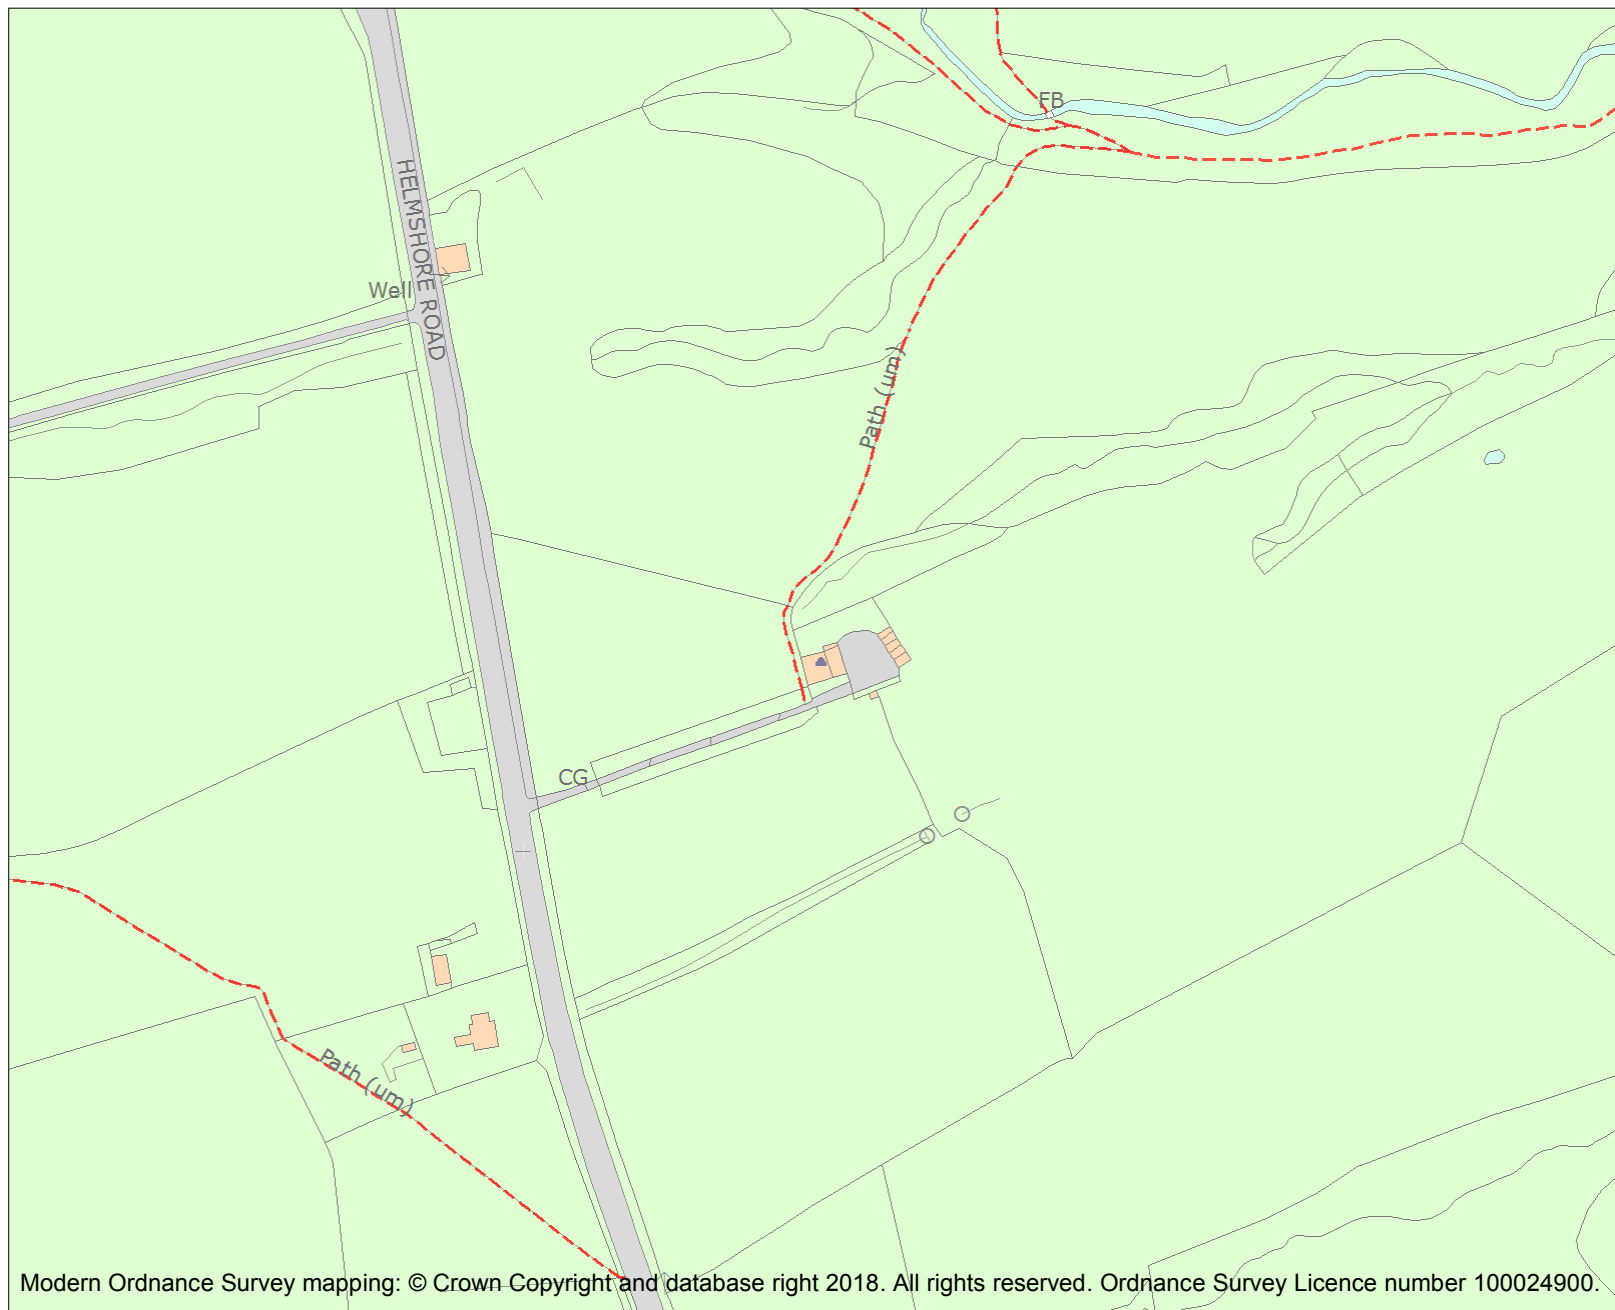 FB
HELMSHORE ROAD
Well
Path (um)
CG
Path (um)
Modern Ordnance Survey mapping: © Crown Copyright and database right 2018. All rights reserved. Ordnance Survey Licence number 100024900.